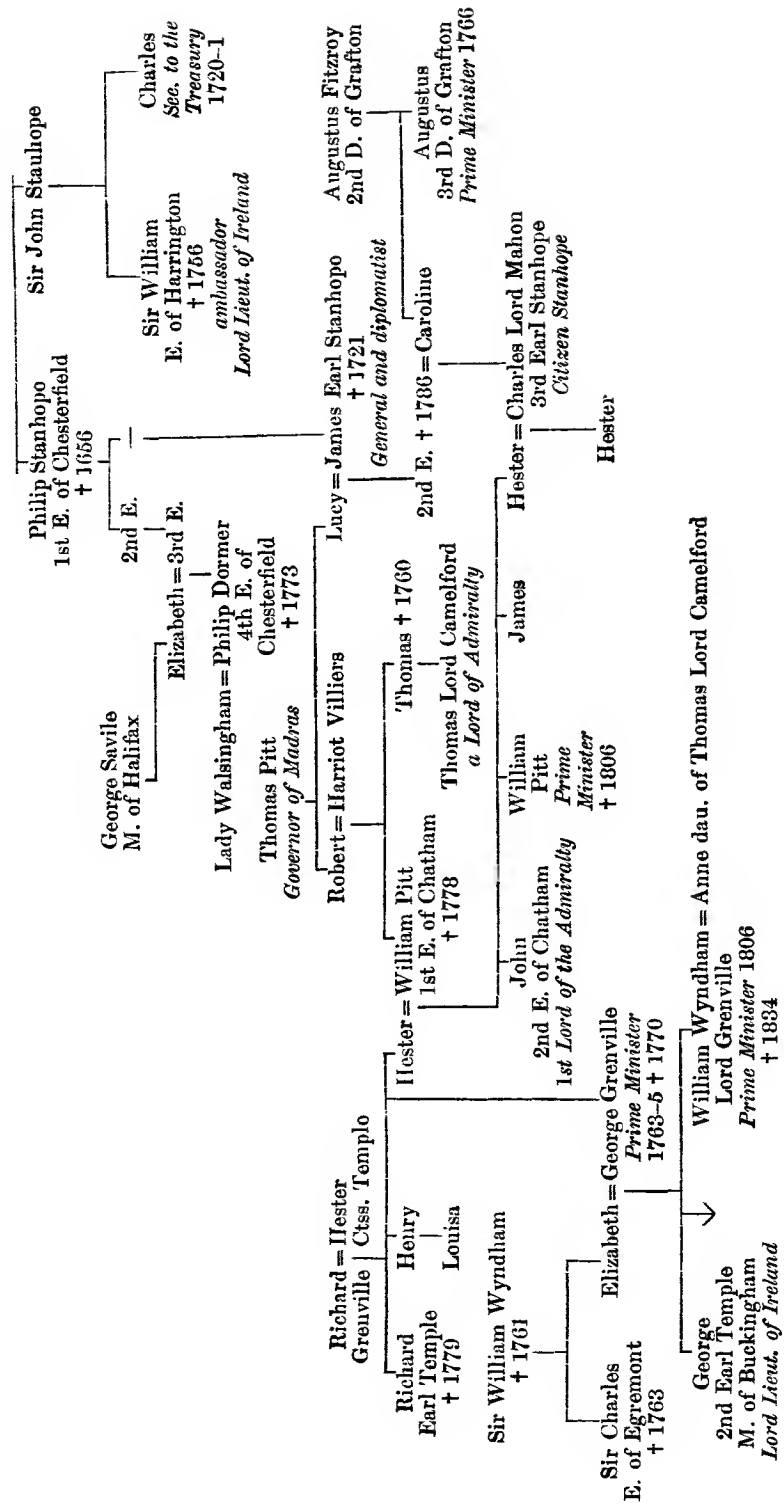 Philip Stanhopo
1st E. of Chesterfield
† 1656
Sir John Stauhope
Sir William
E. of Harrington
† 1756
ambassador
Lord Lieut. of Ireland
Charles
Sec. to the
Treasury
1720–1
George Savile
M. of Halifax
2nd E.
Elizabeth = 3rd E.
Lady Walsingham = Philip Dormer
4th E. of
Chesterfield
† 1773
Thomas Pitt
Governor of Madras
Robert = Harriot Villiers
Lucy = James Earl Stanhopo
† 1721
General and diplomatist
Augustus Fitzroy
2nd D. of Grafton
2nd E. † 1786 = Caroline
Augustus
3rd D. of Grafton
Prime Minister 1766
Richard = Hester
Grenville Ctss. Templo
Hester = William Pitt
1st E. of Chatham
† 1778
Thomas † 1760
Thomas Lord Camelford
a Lord of Admiralty
Richard
Earl Temple
† 1779
Henry
Louisa
John
2nd E. of Chatham
1st Lord of the Admiralty
William
Pitt
Prime
Minister
† 1806
James
Hester = Charles Lord Mahon
3rd Earl Stanhope
Citizen Stanhope
Hester
Sir William Wyndham
† 1761
Sir Charles
E. of Egremont
† 1763
Elizabeth = George Grenville
Prime Minister
1763–5 † 1770
George
2nd Earl Temple
M. of Buckingham
Lord Lieut. of Ireland
William Wyndham = Anne dau. of Thomas Lord Camelford
Lord Grenville
Prime Minister 1806
† 1834